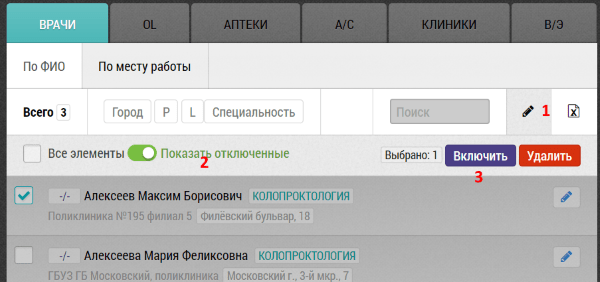 ВРАЧИ OL АПТЕКИ А/С КЛИНИКИ В/Э
По ФИО По месту работы
Всего 3 Город P L Специальность Поиск 1
Все элементы Показать отключенные Выбрано: 1 Включить Удалить
2 3
-/- Алексеев Максим Борисович КОЛОПРОКТОЛОГИЯ
Поликлиника №195 филиал 5 Филёвский бульвар, 18
-/- Алексеева Мария Феликсовна КОЛОПРОКТОЛОГИЯ
ГБУЗ ГБ Московский, поликлиника Московский г., 3-й мкр., 7